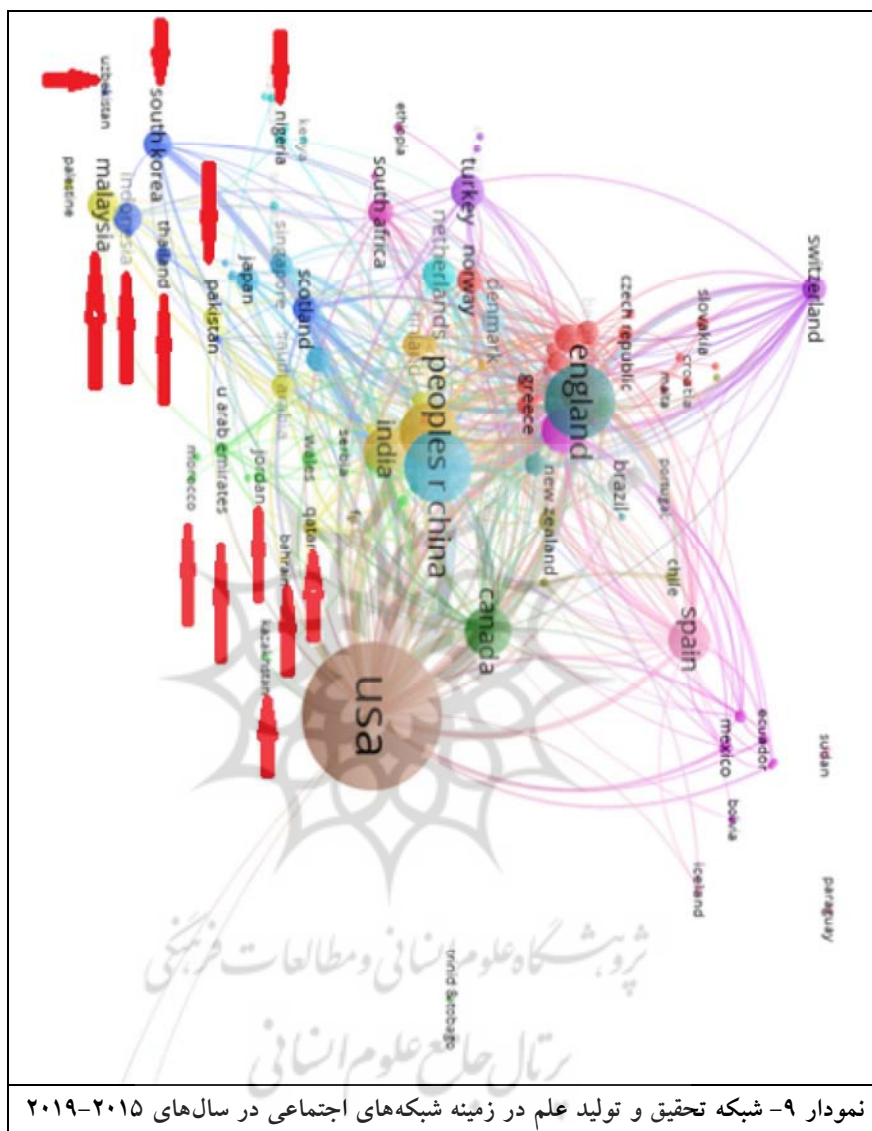 uzbekistan
south korea
nigeria
kenya
ethiopia
palestine
malaysia
indonesia
thailand
pakistan
japan
singapore
scotland
south africa
turkey
netherlands
norway
denmark
finland
switzerland
slovakia
czech republic
croatia
malta
england
greece
peoples r china
india
saudi arabia
u arab emirates
morocco
jordan
wales
serbia
qatar
bahrain
fiji
kazakhstan
new zealand
brazil
portugal
chile
spain
canada
usa
mexico
ecuador
bolivia
sudan
iceland
paraguay
trinid & tobago
پژوهشگاه علوم انسانی و مطالعات فرهنگی
پرتال جامع علوم انسانی
نمودار ۹- شبکه تحقیق و تولید علم در زمینه شبکه‌های اجتماعی در سال‌های ۲۰۱۵-۲۰۱۹